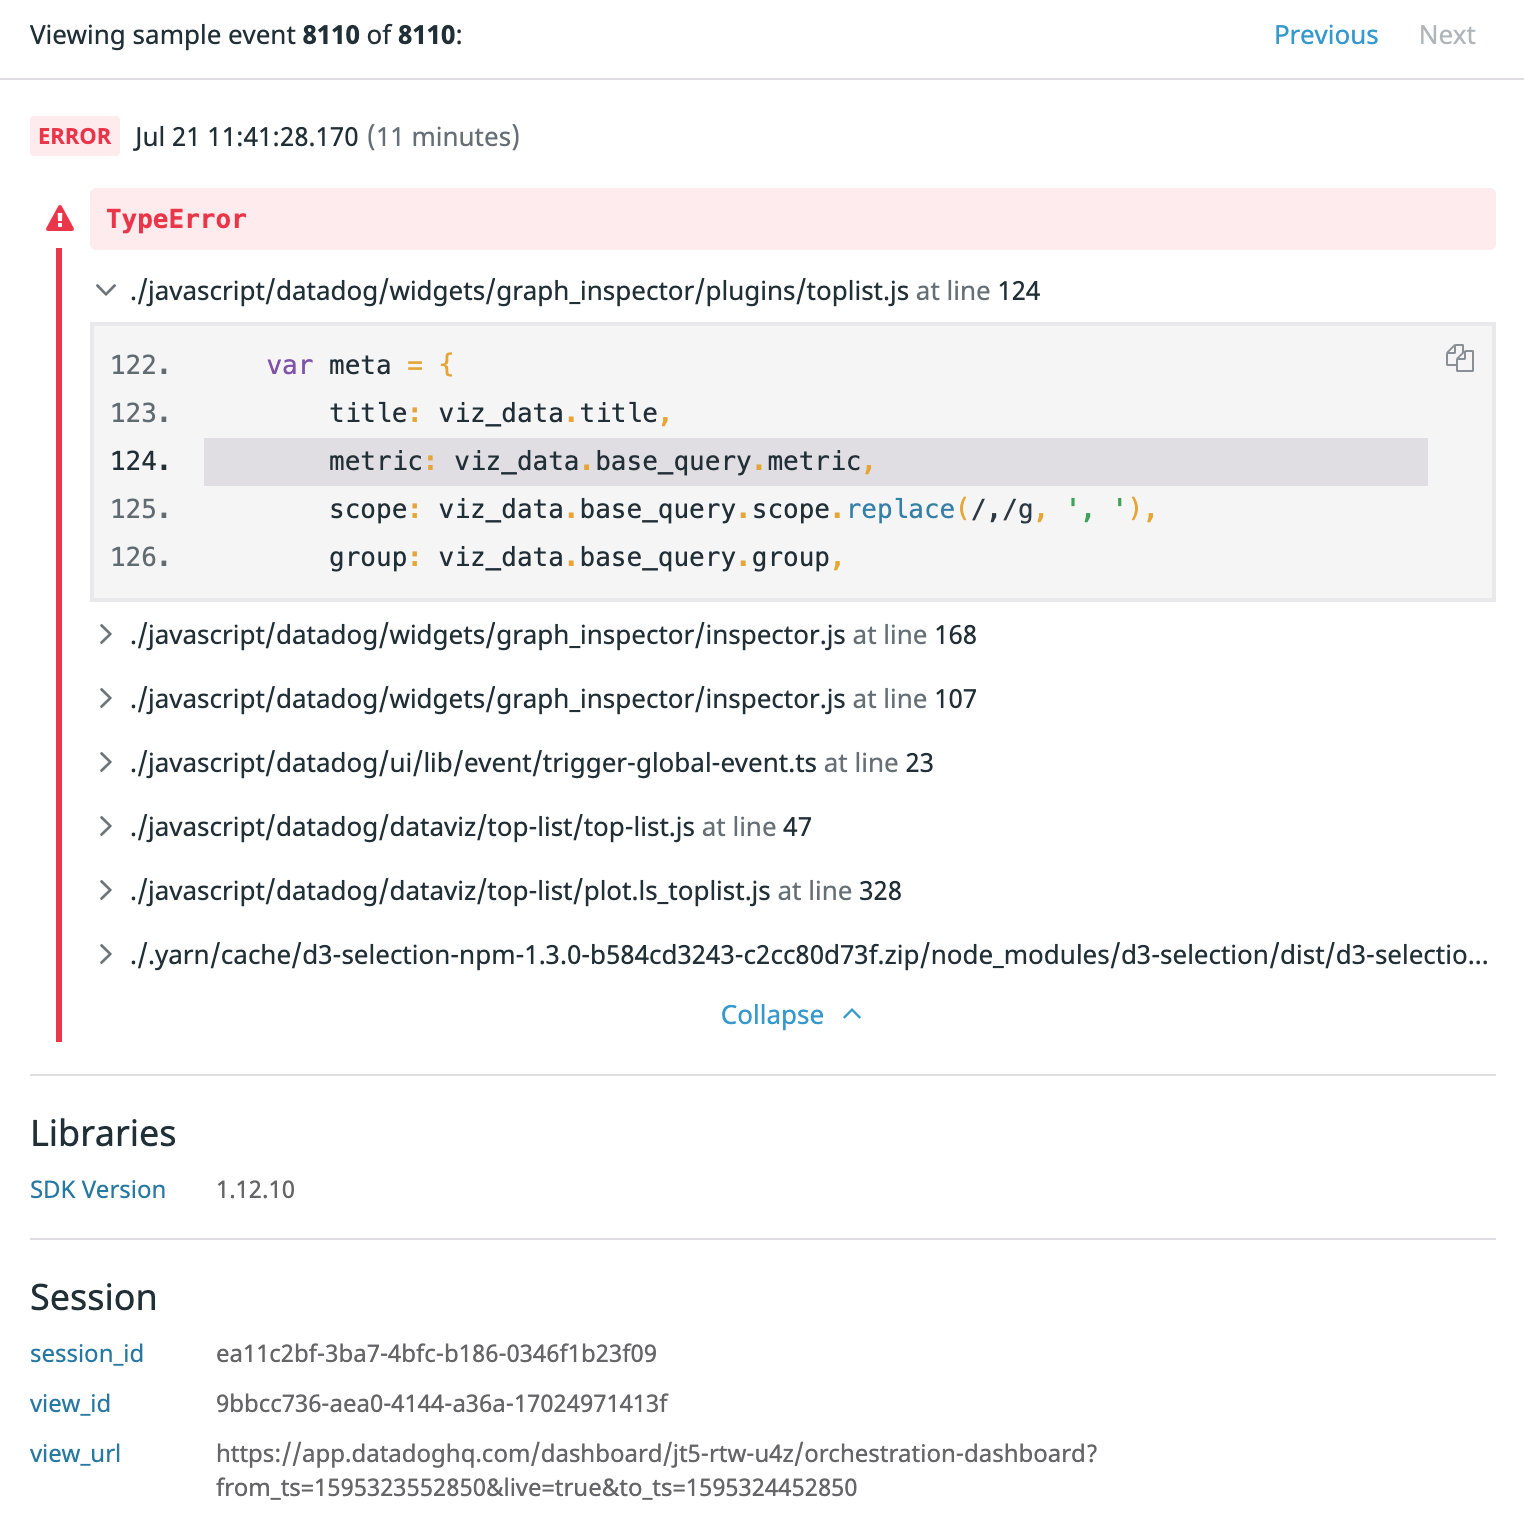 Viewing sample event 8110 of 8110:
Previous Next
ERROR Jul 21 11:41:28.170 (11 minutes)
TypeError
./javascript/datadog/widgets/graph_inspector/plugins/toplist.js at line 124
122. var meta = {
123. title: viz_data.title,
124. metric: viz_data.base_query.metric,
125. scope: viz_data.base_query.scope.replace(/,/g, ', '),
126. group: viz_data.base_query.group,
./javascript/datadog/widgets/graph_inspector/inspector.js at line 168
./javascript/datadog/widgets/graph_inspector/inspector.js at line 107
./javascript/datadog/ui/lib/event/trigger-global-event.ts at line 23
./javascript/datadog/dataviz/top-list/top-list.js at line 47
./javascript/datadog/dataviz/top-list/plot.ls_toplist.js at line 328
./.yarn/cache/d3-selection-npm-1.3.0-b584cd3243-c2cc80d73f.zip/node_modules/d3-selection/dist/d3-selectio...
Collapse
Libraries
SDK Version 1.12.10
Session
session_id ea11c2bf-3ba7-4bfc-b186-0346f1b23f09
view_id 9bbcc736-aea0-4144-a36a-17024971413f
view_url https://app.datadoghq.com/dashboard/jt5-rtw-u4z/orchestration-dashboard?
from_ts=1595323552850&live=true&to_ts=1595324452850